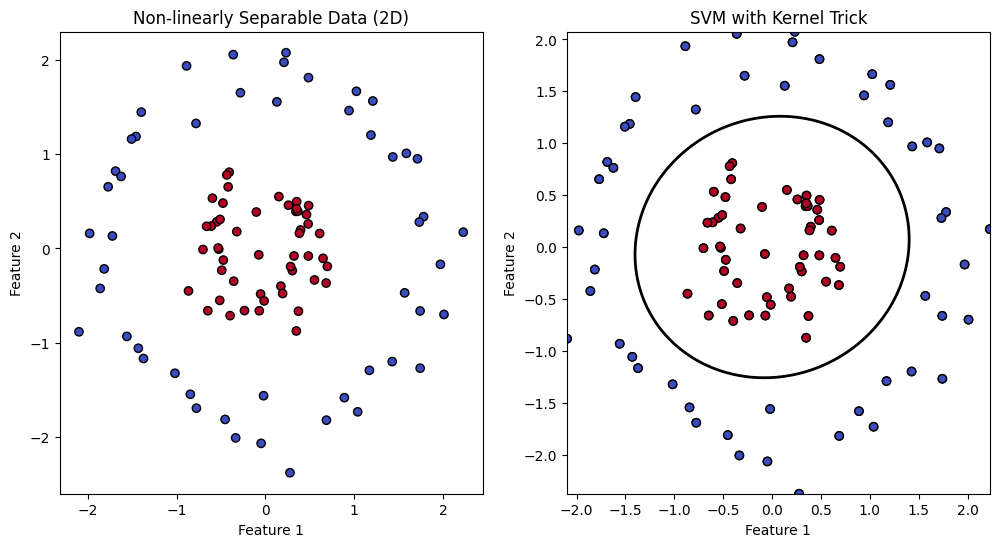 Non-linearly Separable Data (2D)
2
1
0
−1
−2
Feature 2
−2 −1 0 1 2
Feature 1
SVM with Kernel Trick
2.0
1.5
1.0
0.5
0.0
−0.5
−1.0
−1.5
−2.0
Feature 2
−2.0 −1.5 −1.0 −0.5 0.0 0.5 1.0 1.5 2.0
Feature 1